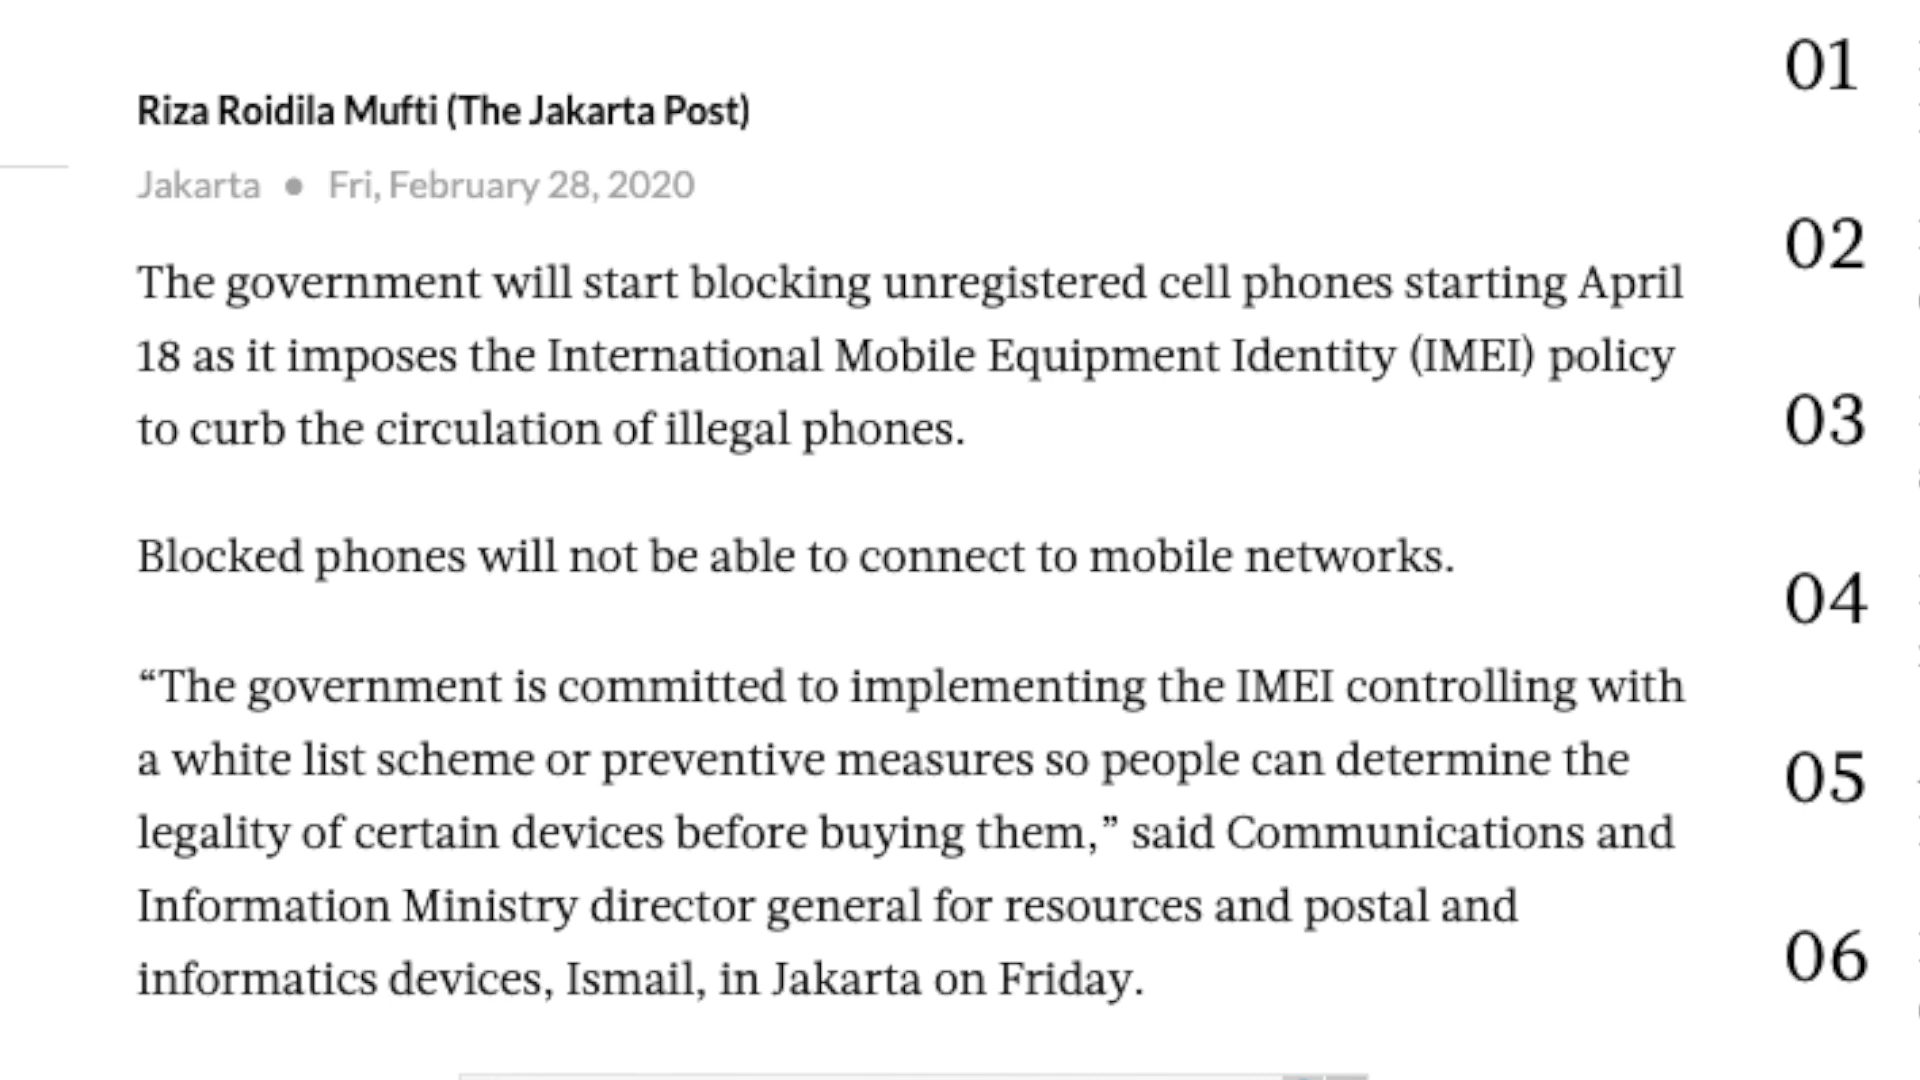 Riza Roidila Mufti (The Jakarta Post)
Jakarta • Fri, February 28, 2020
The government will start blocking unregistered cell phones starting April
18 as it imposes the International Mobile Equipment Identity (IMEI) policy
to curb the circulation of illegal phones.
Blocked phones will not be able to connect to mobile networks.
“The government is committed to implementing the IMEI controlling with
a white list scheme or preventive measures so people can determine the
legality of certain devices before buying them,” said Communications and
Information Ministry director general for resources and postal and
informatics devices, Ismail, in Jakarta on Friday.
01
02
03
04
05
06